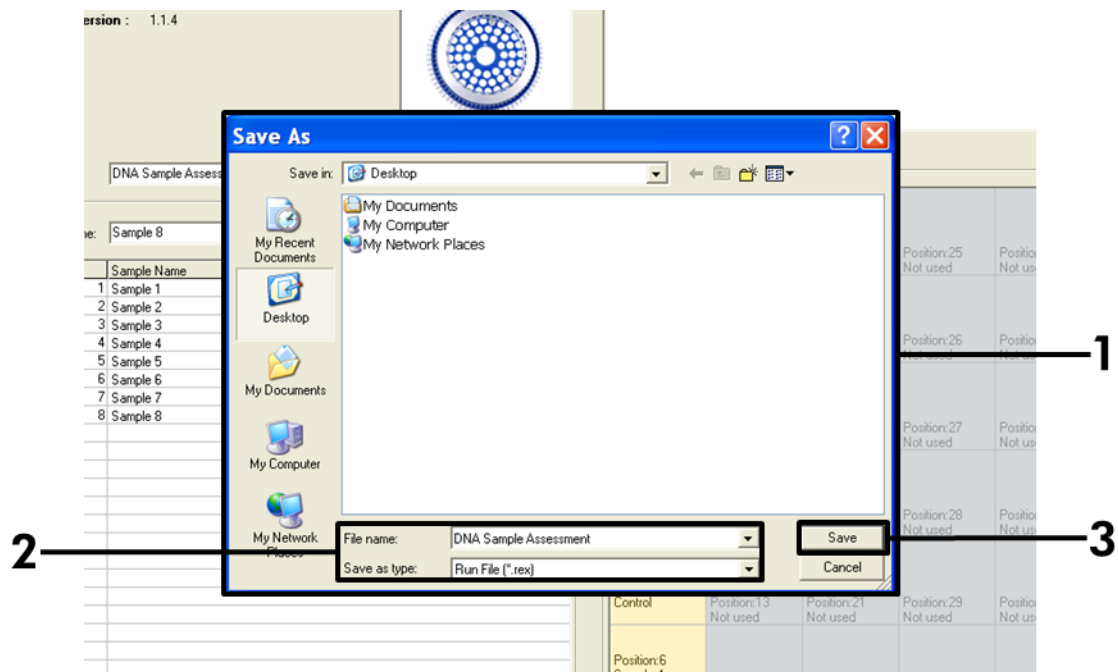 ersion : 1.1.4
Save As
DNA Sample Assess
Save in:
Desktop
My Documents
My Computer
My Network Places
My Recent
Documents
Desktop
My Documents
My Computer
My Network
Places
Sample 8
Sample Name
1 Sample 1
2 Sample 2
3 Sample 3
4 Sample 4
5 Sample 5
6 Sample 6
7 Sample 7
8 Sample 8
Position:25
Not used
Position:26
Not used
Position:27
Not used
Position:28
Not used
1
2
File name: DNA Sample Assessment
Save as type: Run File (*.rex)
Save
Cancel
3
Control
Position:13
Not used
Position:21
Not used
Position:29
Not used
Position:6